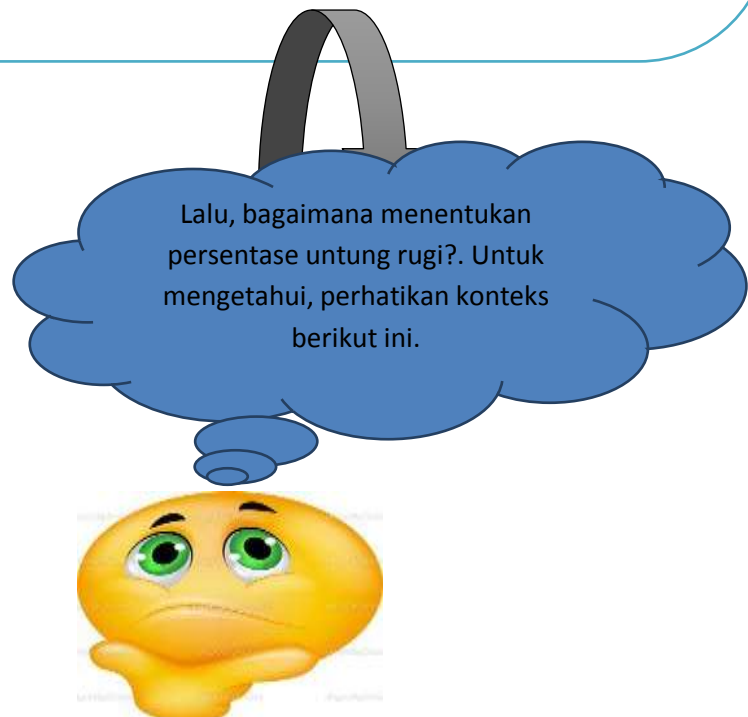 Lalu, bagaimana menentukan
persentase untung rugi?. Untuk
mengetahui, perhatikan konteks
berikut ini.